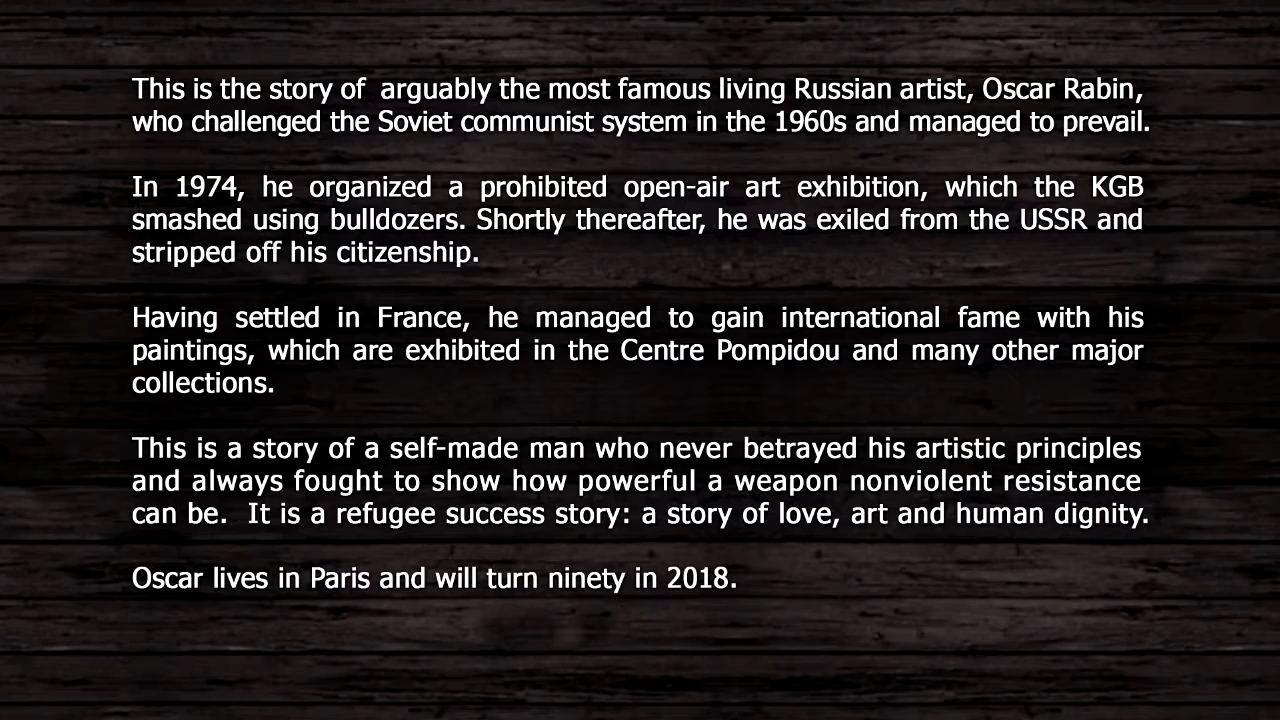 This is the story of arguably the most famous living Russian artist, Oscar Rabin,
who challenged the Soviet communist system in the 1960s and managed to prevail.
In 1974, he organized a prohibited open-air art exhibition, which the KGB
smashed using bulldozers. Shortly thereafter, he was exiled from the USSR and
stripped off his citizenship.
Having settled in France, he managed to gain international fame with his
paintings, which are exhibited in the Centre Pompidou and many other major
collections.
This is a story of a self-made man who never betrayed his artistic principles
and always fought to show how powerful a weapon nonviolent resistance
can be. It is a refugee success story: a story of love, art and human dignity.
Oscar lives in Paris and will turn ninety in 2018.